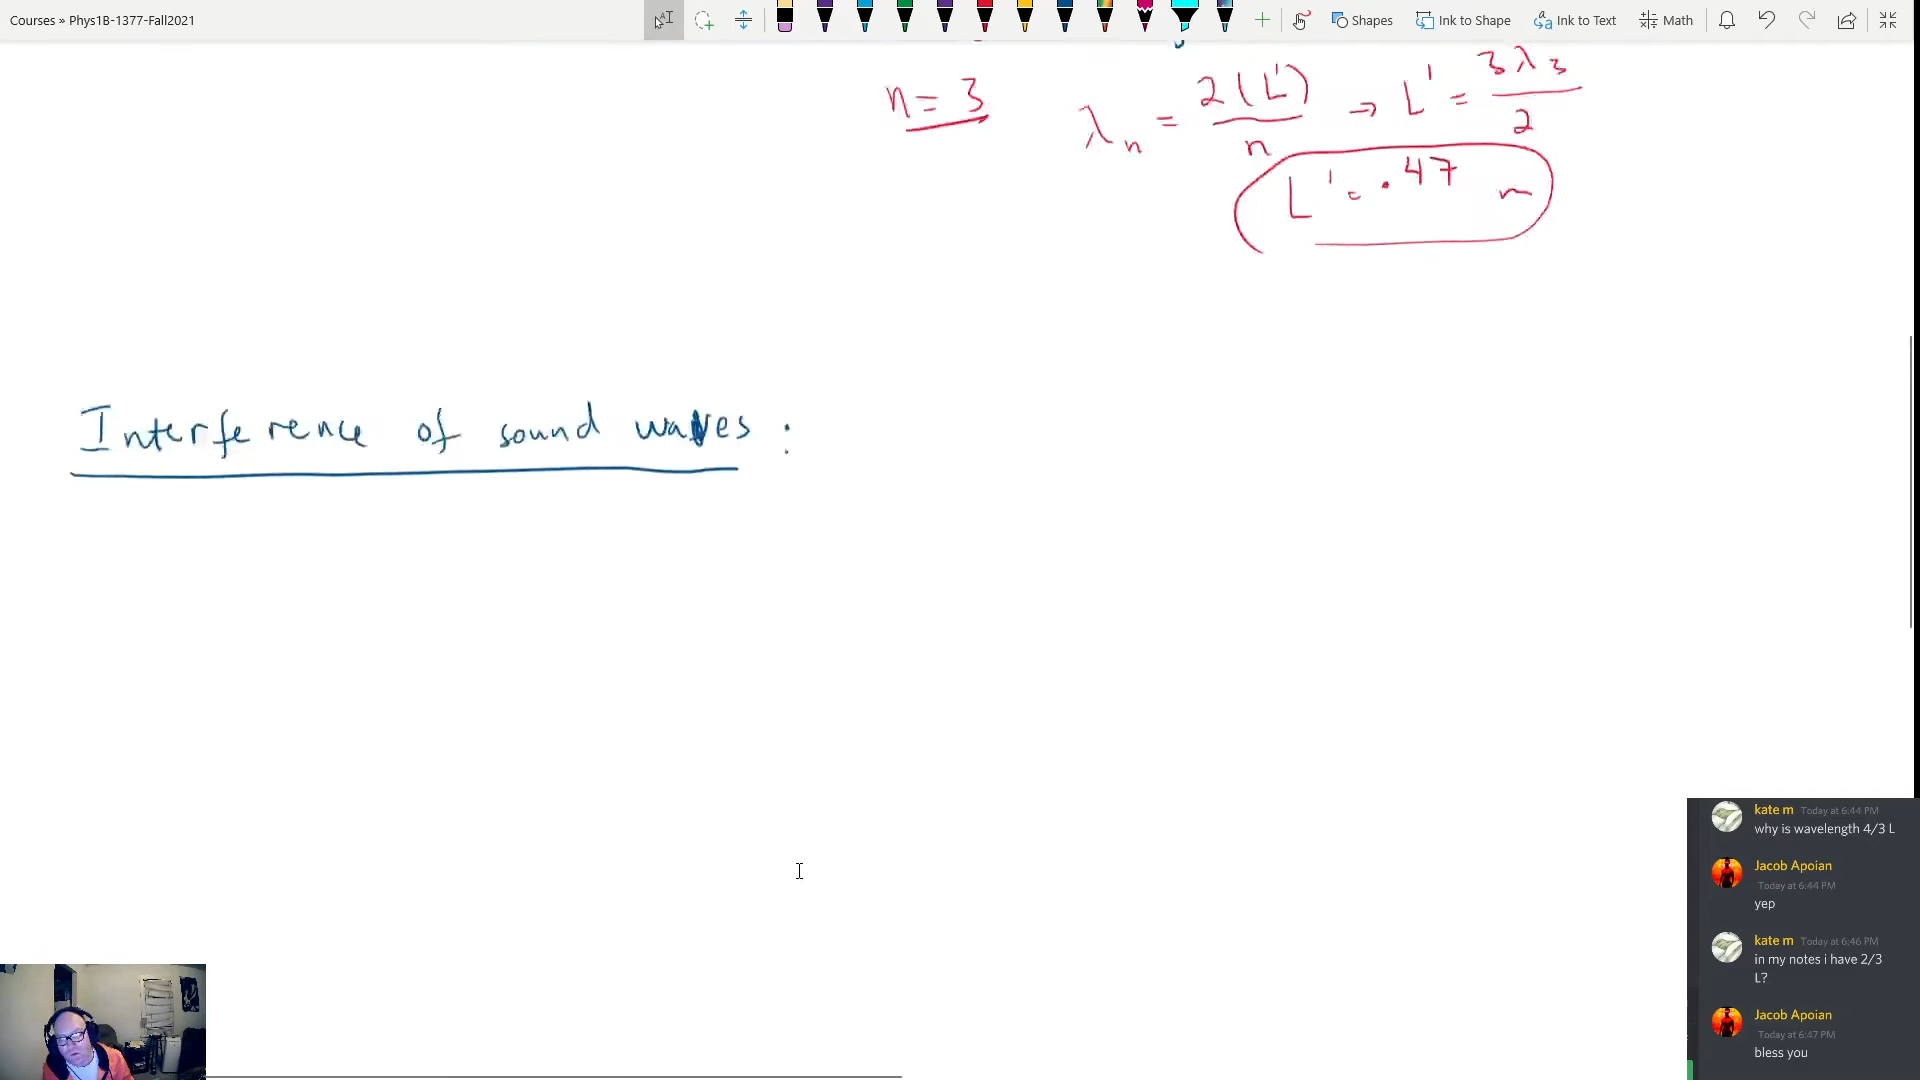 Courses » Phys1B-1377-Fall2021
Shapes
Ink to Shape
Ink to Text
Math
n = 3
λn = 2(L') / n → L' = 3λ3 / 2
L' = .47 m
Interference of sound waves :
kate m Today at 6:44 PM
why is wavelength 4/3 L
Jacob Apoian
Today at 6:44 PM
yep
kate m Today at 6:46 PM
in my notes i have 2/3
L?
Jacob Apoian
Today at 6:47 PM
bless you